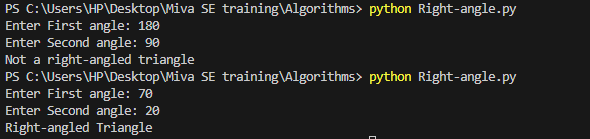 PS C:\Users\HP\Desktop\Miva SE training\Algorithms> python Right-angle.py
Enter First angle: 180
Enter Second angle: 90
Not a right-angled triangle
PS C:\Users\HP\Desktop\Miva SE training\Algorithms> python Right-angle.py
Enter First angle: 70
Enter Second angle: 20
Right-angled Triangle